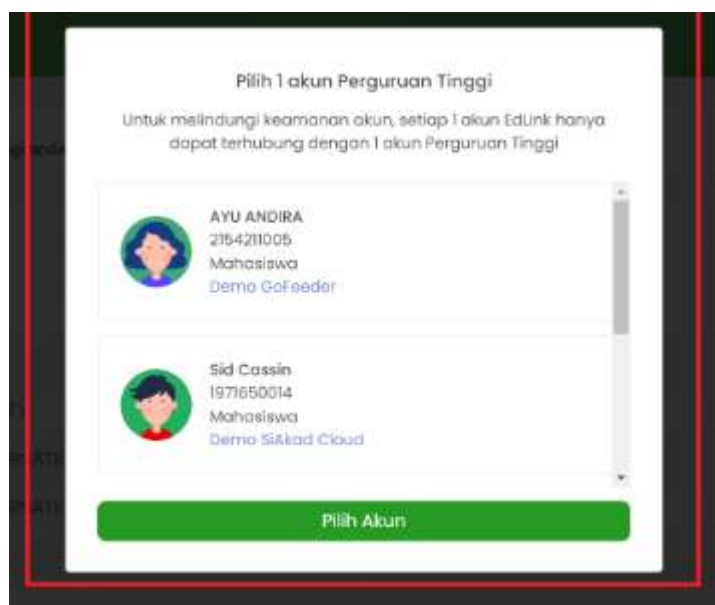 Pilih 1 akun Perguruan Tinggi
Untuk melindungi keamanan akun, setiap 1 akun EdLink hanya
dapat terhubung dengan 1 akun Perguruan Tinggi
AYU ANDIRA
2154211005
Mahasiswa
Demo GoFeeder
Sid Cassin
1971650014
Mahasiswa
Demo SiAkad Cloud
Pilih Akun